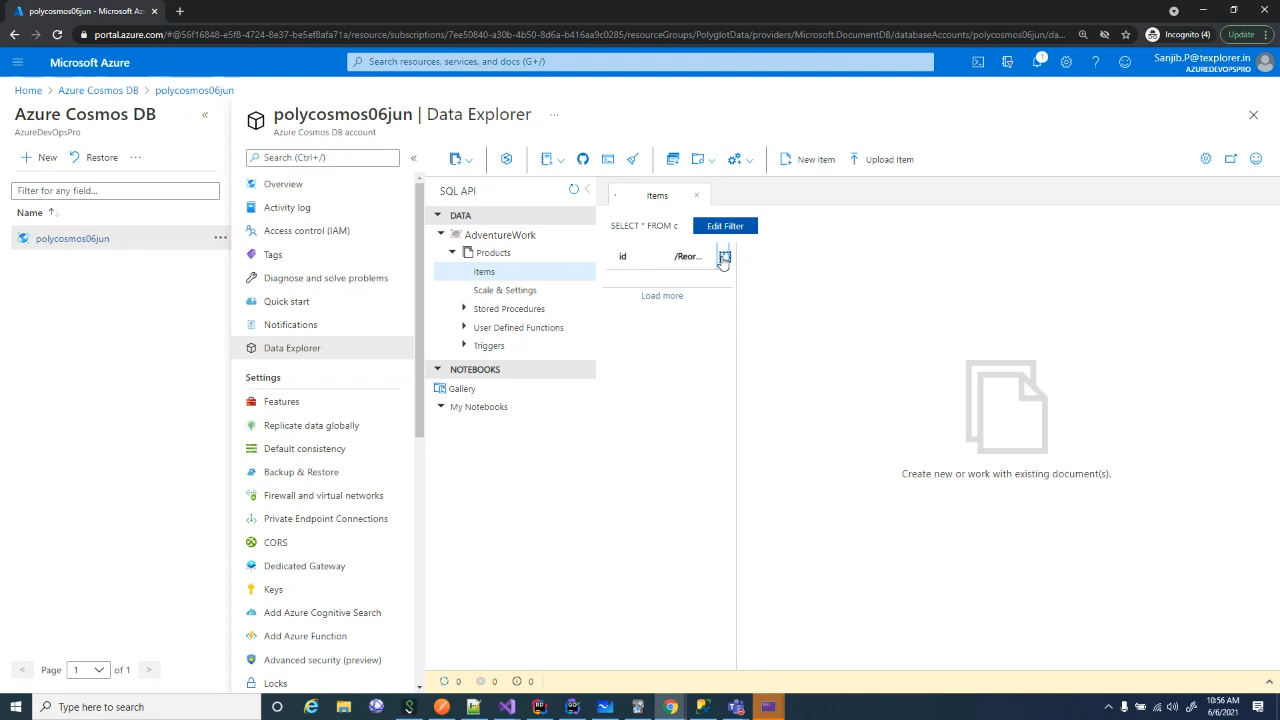 polycosmos06jun - Microsoft Az
portal.azure.com/#@56f16848-e5f8-4724-8e37-be5ef8afa71a/resource/subscriptions/7ee50840-a30b-4b50-8d6a-b416aa9c0285/resourceGroups/PolyglotData/providers/Microsoft.DocumentDB/databaseAccounts/polycosmos06jun/da...
Incognito (4)
Update
Microsoft Azure
Search resources, services, and docs (G+/)
1
Sanjib.P@texplorer.in
AZUREDEVOPSPRO
Home > Azure Cosmos DB > polycosmos06jun
Azure Cosmos DB
AzureDevOpsPro
New
Restore
Filter for any field...
Name
polycosmos06jun
Page 1 of 1
polycosmos06jun | Data Explorer
Azure Cosmos DB account
Search (Ctrl+/)
Overview
Activity log
Access control (IAM)
Tags
Diagnose and solve problems
Quick start
Notifications
Data Explorer
Settings
Features
Replicate data globally
Default consistency
Backup & Restore
Firewall and virtual networks
Private Endpoint Connections
CORS
Dedicated Gateway
Keys
Add Azure Cognitive Search
Add Azure Function
Advanced security (preview)
Locks
New Item
Upload Item
SQL API
DATA
AdventureWork
Products
Items
Scale & Settings
Stored Procedures
User Defined Functions
Triggers
NOTEBOOKS
Gallery
My Notebooks
Items
SELECT * FROM c
Edit Filter
id
/Reor...
Load more
Create new or work with existing document(s).
0
0
0
Type here to search
10:56 AM
6/6/2021